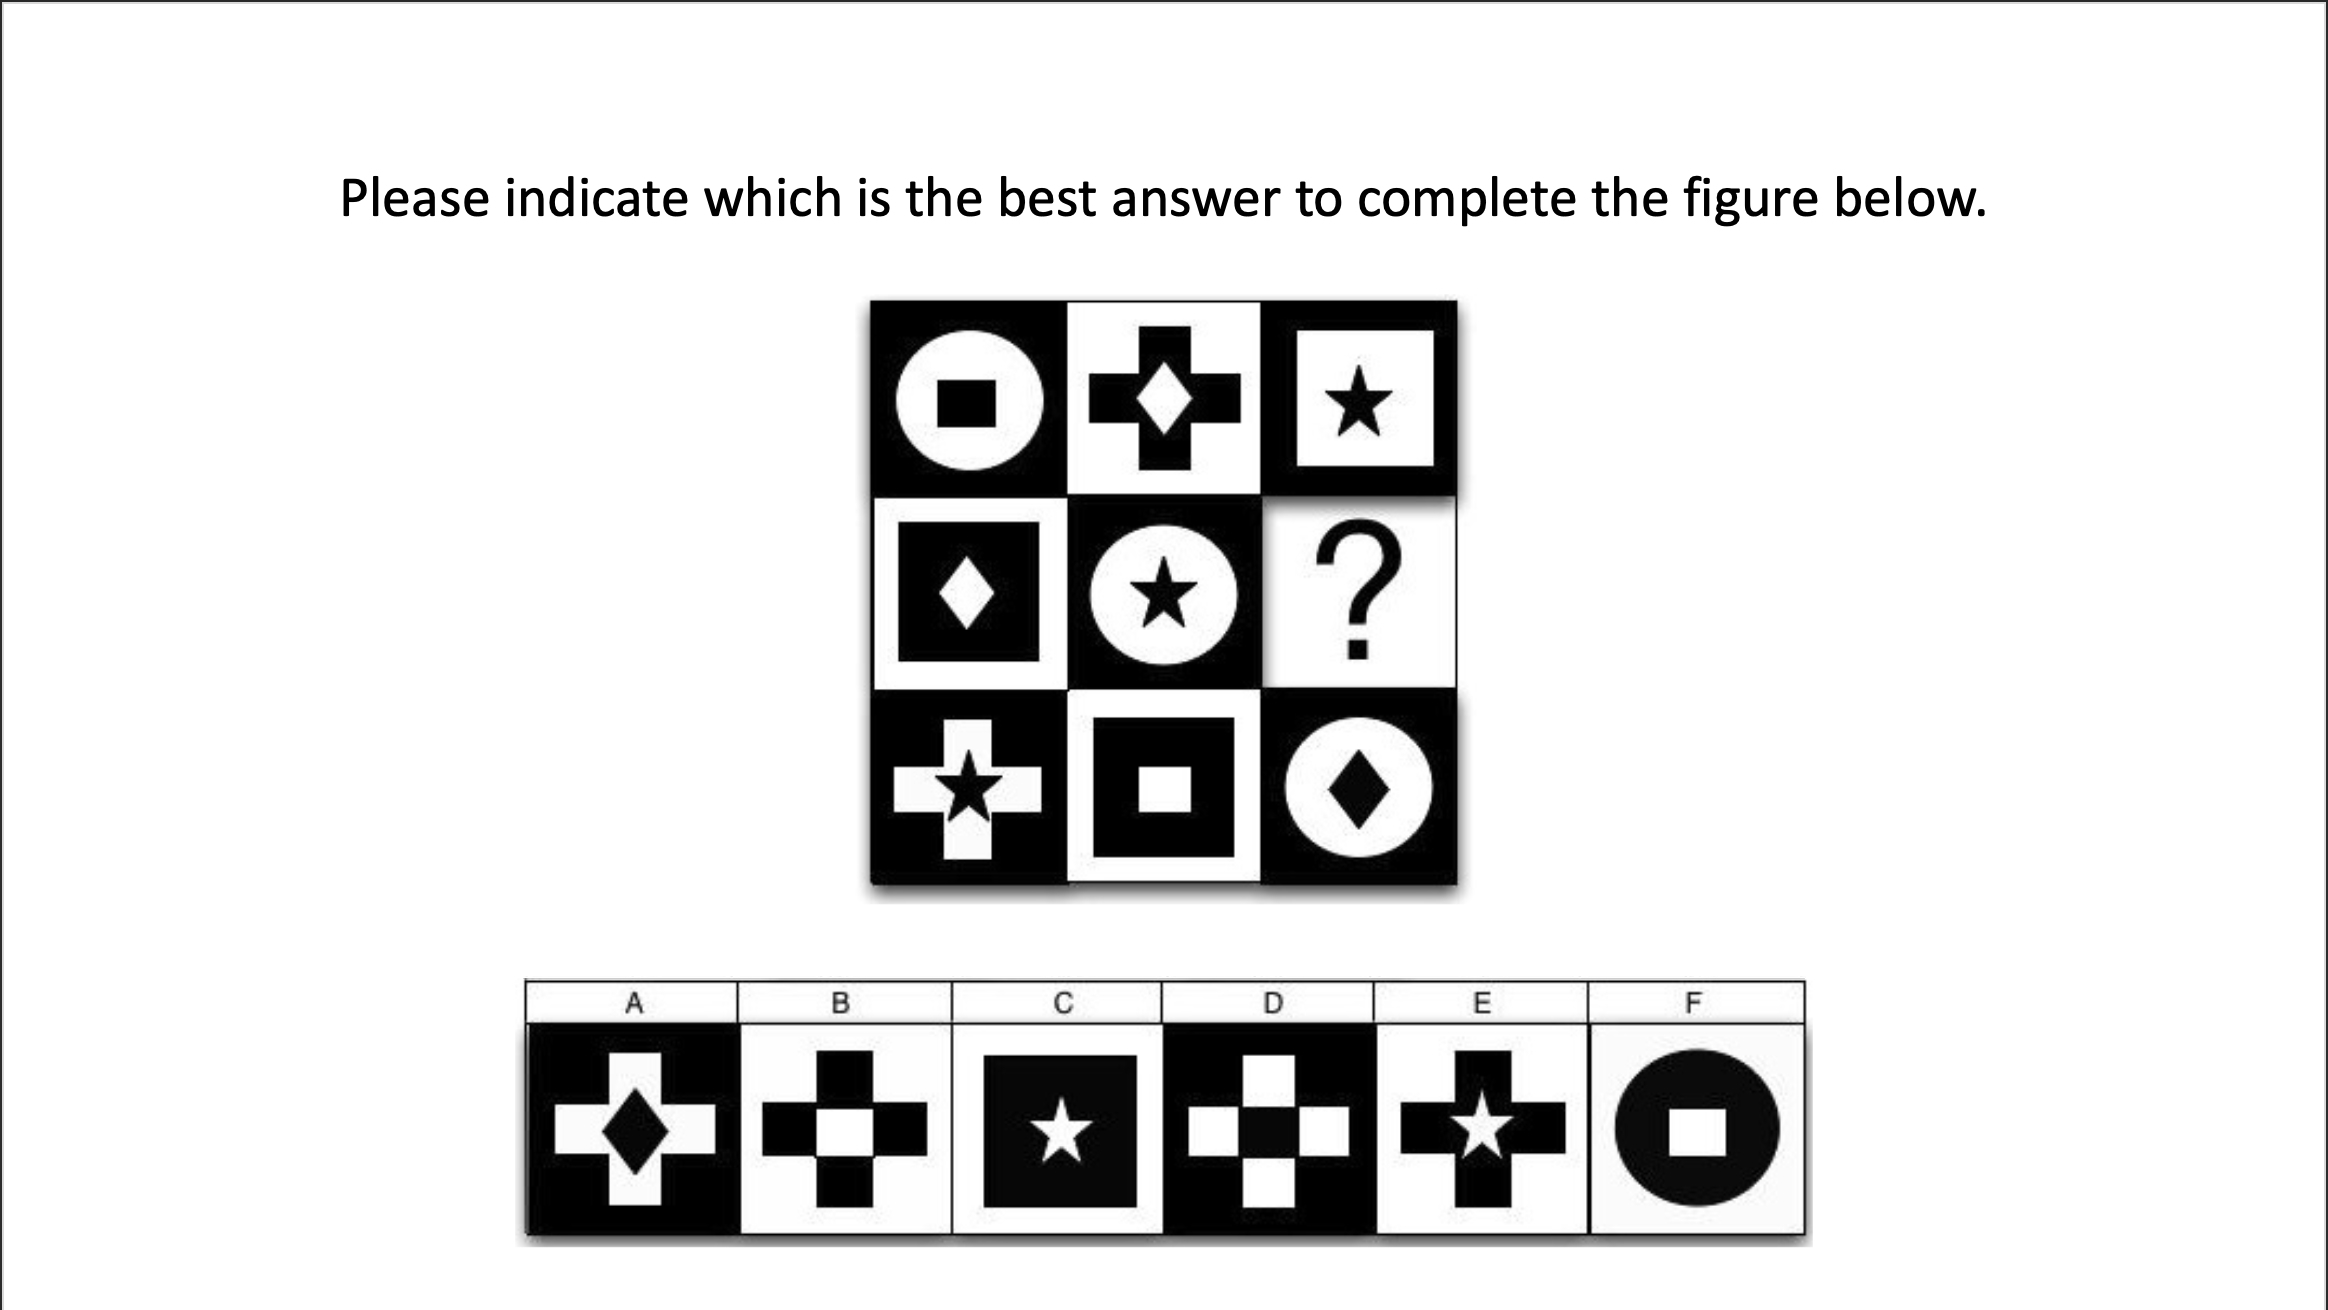 Please indicate which is the best answer to complete the figure below.
?
A B C D E F